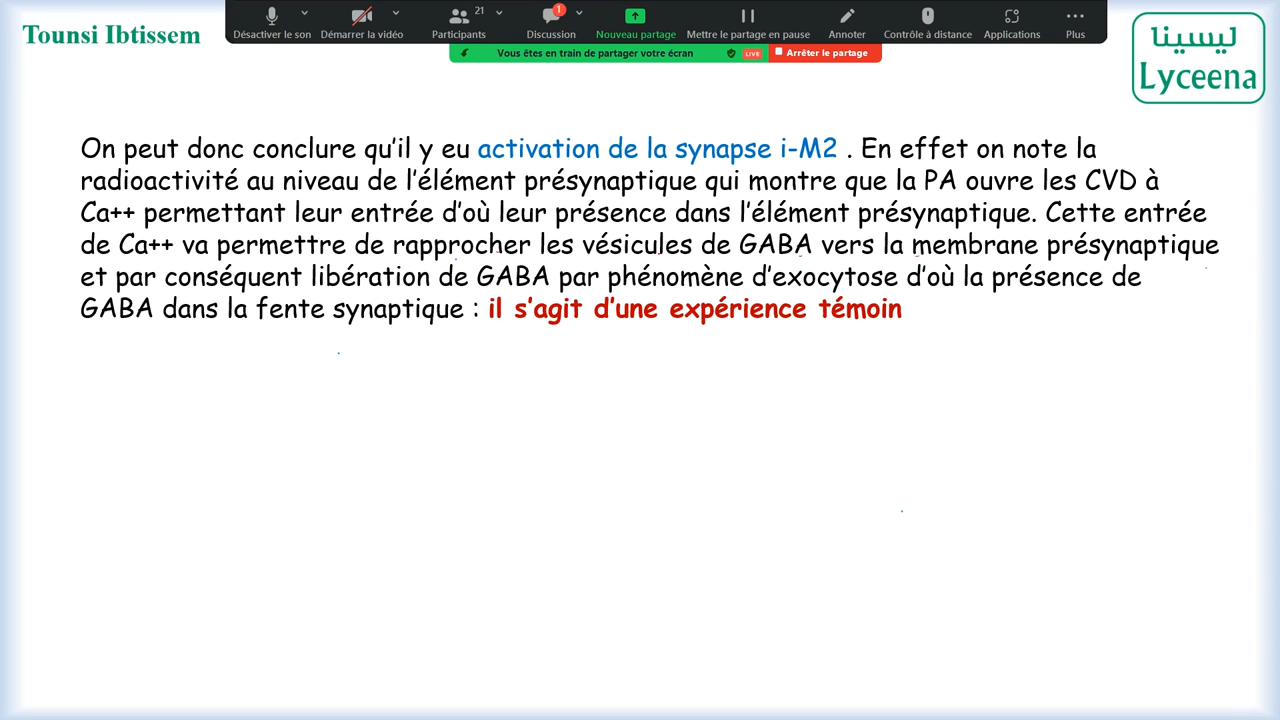 Tounsi Ibtissem
Désactiver le son
Démarrer la vidéo
Participants
21
Discussion
1
Nouveau partage
Mettre le partage en pause
Annoter
Contrôle à distance
Applications
Plus
Vous êtes en train de partager votre écran
LIVE
Arrêter le partage
ليسينا
Lyceena
On peut donc conclure qu'il y eu activation de la synapse i-M2 . En effet on note la
radioactivité au niveau de l'élément présynaptique qui montre que la PA ouvre les CVD à
Ca++ permettant leur entrée d'où leur présence dans l'élément présynaptique. Cette entrée
de Ca++ va permettre de rapprocher les vésicules de GABA vers la membrane présynaptique
et par conséquent libération de GABA par phénomène d'exocytose d'où la présence de
GABA dans la fente synaptique : il s'agit d'une expérience témoin